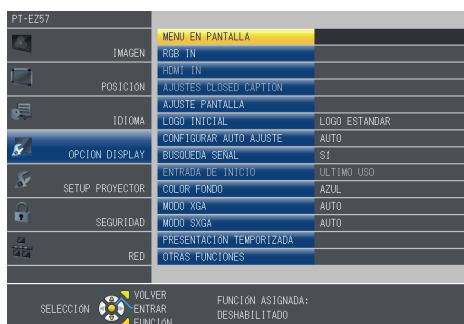 PT-EZ57
IMAGEN
POSICIÓN
IDIOMA
OPCION DISPLAY
SETUP PROYECTOR
SEGURIDAD
RED
MENU EN PANTALLA
RGB IN
HDMI IN
AJUSTES CLOSED CAPTION
AJUSTE PANTALLA
LOGO INICIAL LOGO ESTANDAR
CONFIGURAR AUTO AJUSTE AUTO
BUSQUEDA SEÑAL SÍ
ENTRADA DE INICIO ULTIMO USO
COLOR FONDO AZUL
MODO XGA AUTO
MODO SXGA AUTO
PRESENTACIÓN TEMPORIZADA
OTRAS FUNCIONES
SELECCIÓN
VOLVER
ENTRAR
FUNCIÓN
FUNCIÓN ASIGNADA:
DESHABILITADO